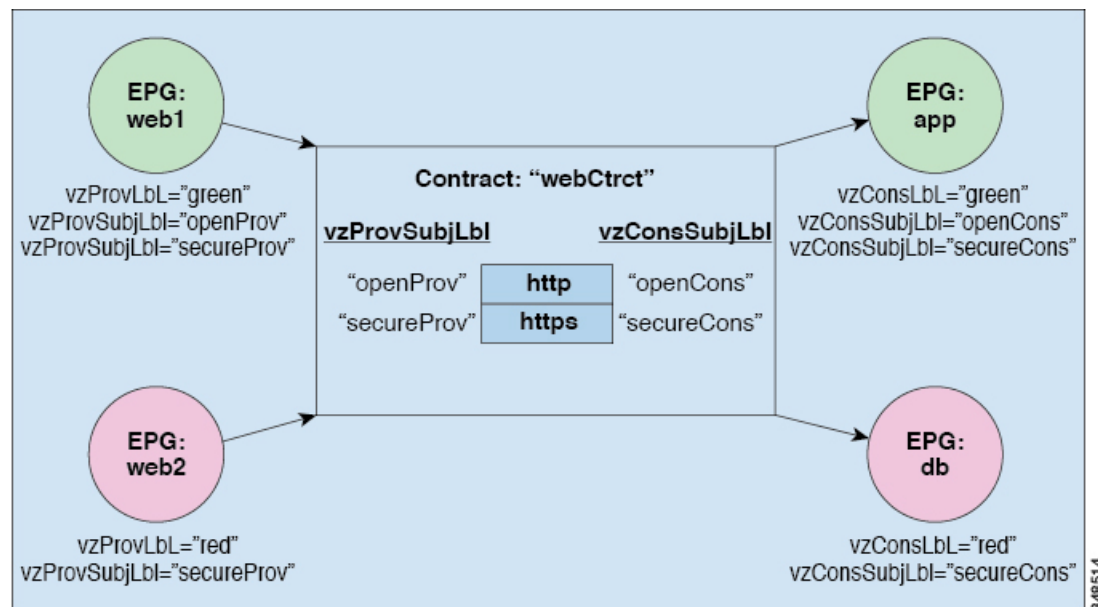 EPG:
web1
vzProvLbL="green"
vzProvSubjLbl="openProv"
vzProvSubjLbl="secureProv"
EPG:
app
vzConsLbL="green"
vzConsSubjLbl="openCons"
vzConsSubjLbl="secureCons"
Contract: “webCtrct”
vzProvSubjLbl vzConsSubjLbl
“openProv” http “openCons”
“secureProv” https “secureCons”
EPG:
web2
vzProvLbL=”red”
vzProvSubjLbl=”secureProv”
EPG:
db
vzConsLbL=”red”
vzConsSubjLbl=”secureCons”
348514